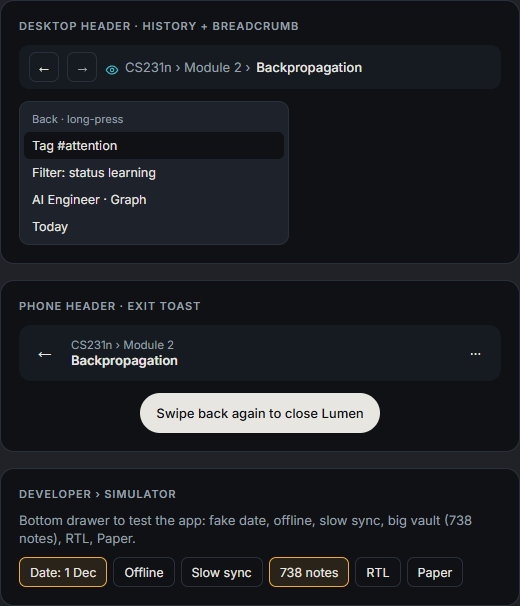 DESKTOP HEADER · HISTORY + BREADCRUMB
← → CS231n › Module 2 › Backpropagation
Back · long-press
Tag #attention
Filter: status learning
AI Engineer · Graph
Today
PHONE HEADER · EXIT TOAST
CS231n › Module 2
← Backpropagation ...
Swipe back again to close Lumen
DEVELOPER › SIMULATOR
Bottom drawer to test the app: fake date, offline, slow sync, big vault (738
notes), RTL, Paper.
Date: 1 Dec Offline Slow sync 738 notes RTL Paper